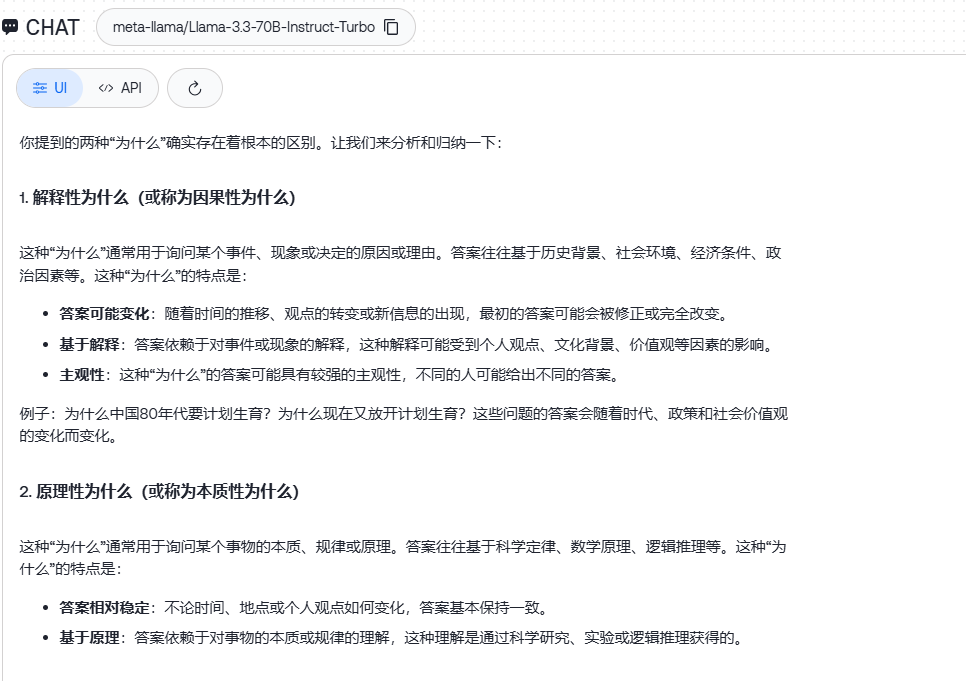 CHAT
meta-llama/Llama-3.3-70B-Instruct-Turbo
UI
</> API
你提到的两种“为什么”确实存在着根本的区别。让我们来分析和归纳一下：
1. 解释性为什么（或称为因果性为什么）
这种“为什么”通常用于询问某个事件、现象或决定的原因或理由。答案往往基于历史背景、社会环境、经济条件、政
治因素等。这种“为什么”的特点是：
• 答案可能变化：随着时间的推移、观点的转变或新信息的出现，最初的答案可能会被修正或完全改变。
• 基于解释：答案依赖于对事件或现象的解释，这种解释可能受到个人观点、文化背景、价值观等因素的影响。
• 主观性：这种“为什么”的答案可能具有较强的主观性，不同的人可能给出不同的答案。
例子：为什么中国80年代要计划生育？为什么现在又放开计划生育？这些问题的答案会随着时代、政策和社会价值观
的变化而变化。
2. 原理性为什么（或称为本质性为什么）
这种“为什么”通常用于询问某个事物的本质、规律或原理。答案往往基于科学定律、数学原理、逻辑推理等。这种“为
什么”的特点是：
• 答案相对稳定：不论时间、地点或个人观点如何变化，答案基本保持一致。
• 基于原理：答案依赖于对事物的本质或规律的理解，这种理解是通过科学研究、实验或逻辑推理获得的。